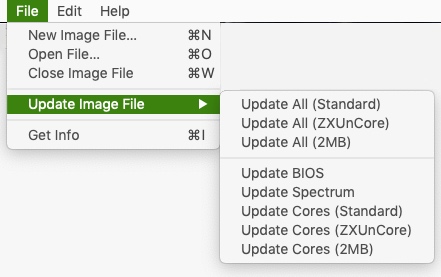 File Edit Help
New Image File... ⌘N
Open File... ⌘O
Close Image File ⌘W
Update Image File ▶
Get Info ⌘I
Update All (Standard)
Update All (ZXUnCore)
Update All (2MB)
Update BIOS
Update Spectrum
Update Cores (Standard)
Update Cores (ZXUnCore)
Update Cores (2MB)